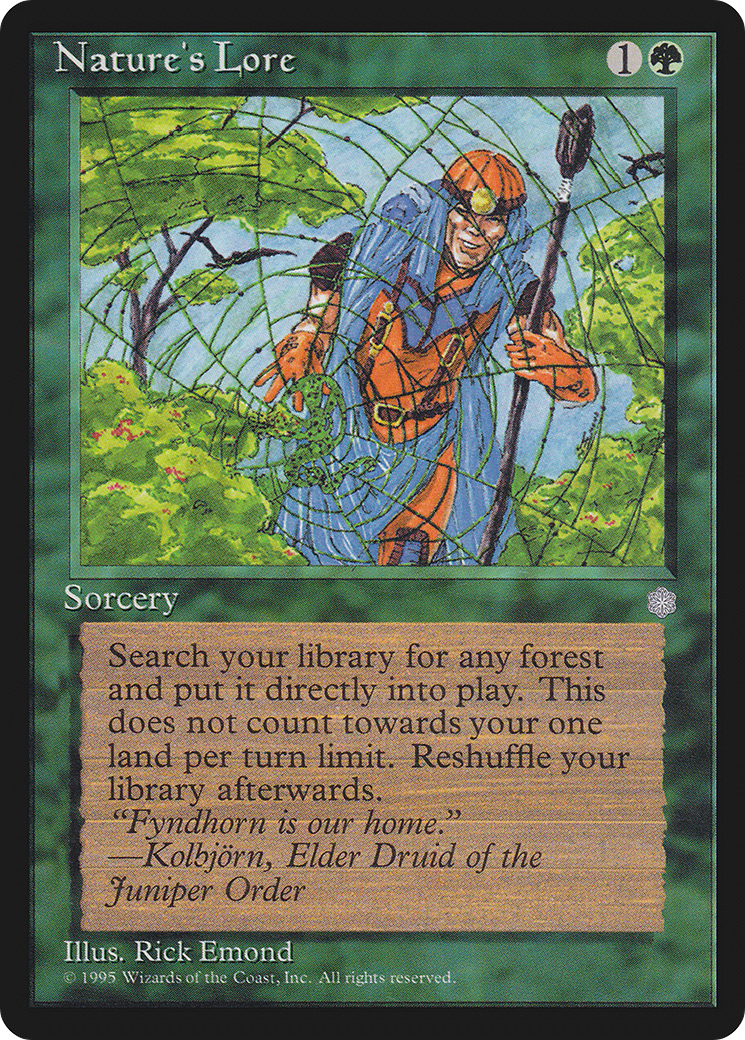 Nature's Lore
1
Sorcery
Search your library for any forest
and put it directly into play. This
does not count towards your one
land per turn limit. Reshuffle your
library afterwards.
"Fyndhorn is our home."
—Kolbjörn, Elder Druid of the
Juniper Order
Illus. Rick Emond
© 1995 Wizards of the Coast, Inc. All rights reserved.